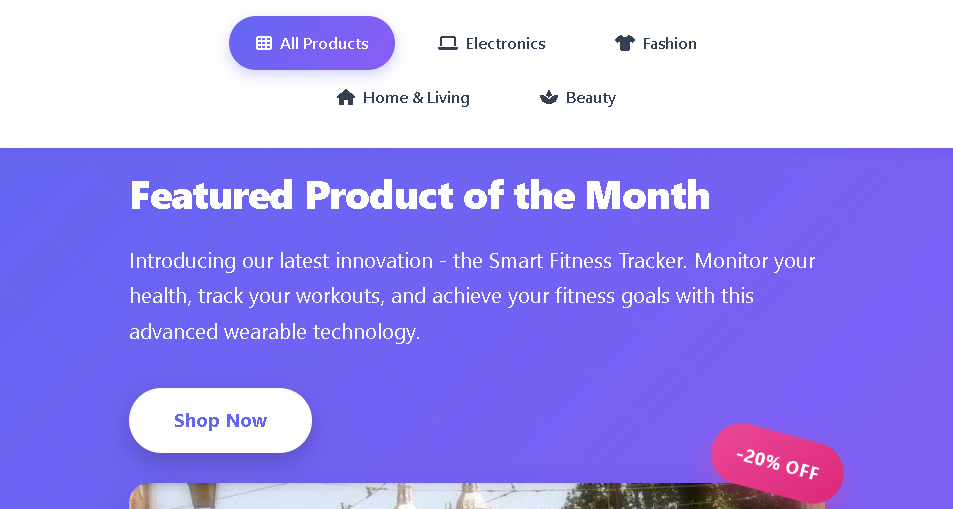 All Products
Electronics
Fashion
Home & Living
Beauty
Featured Product of the Month
Introducing our latest innovation - the Smart Fitness Tracker. Monitor your
health, track your workouts, and achieve your fitness goals with this
advanced wearable technology.
Shop Now
-20% OFF